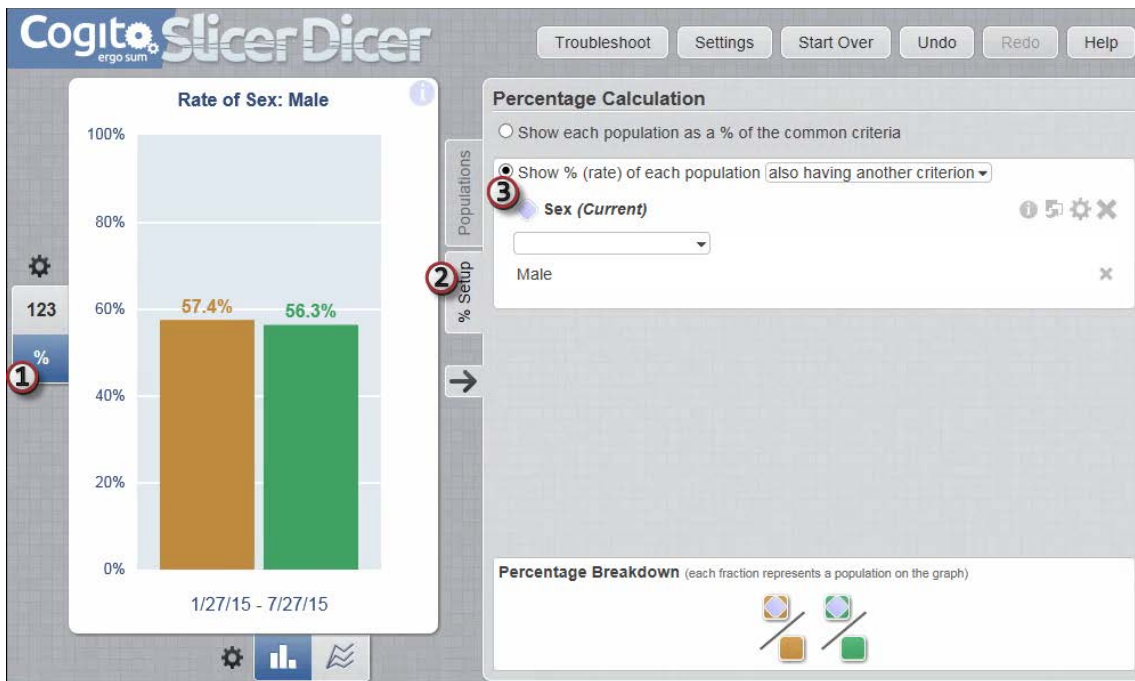 Cogito
ergo sum
SlicerDicer
Troubleshoot
Settings
Start Over
Undo
Redo
Help
Rate of Sex: Male
i
100%
80%
60%
40%
20%
0%
57.4%
56.3%
1/27/15 - 7/27/15
123
%
1
Populations
% Setup
2
Percentage Calculation
Show each population as a % of the common criteria
Show % (rate) of each population also having another criterion
3
Sex (Current)
i
Male
Percentage Breakdown (each fraction represents a population on the graph)